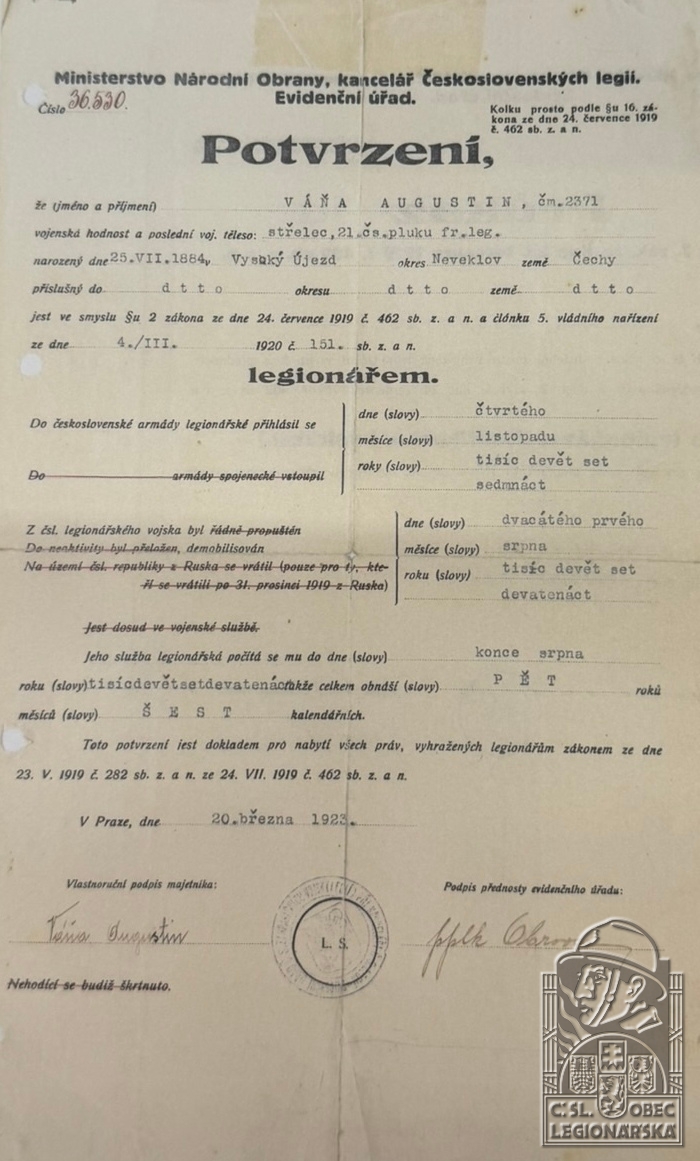 Ministerstvo Národní Obrany, kancelář Československých legií.
Evidenční úřad.
Číslo 36.530.
Kolku prosto podle §u 16. zá-
kona ze dne 24. července 1919
č. 462 sb. z. a n.
Potvrzení,
že (jméno a příjmení) VÁŇA AUGUSTIN, čm.2371
vojenská hodnost a poslední voj. těleso: střelec,21.čs.pluku fr.leg.
narozený dne 25.VII.1884 v Vysoký Újezd okres Neveklov země Čechy
příslušný do dtto okresu dtto země dtto
jest ve smyslu §u 2 zákona ze dne 24. července 1919 č. 462 sb. z. a n. a článku 5. vládního nařízení
ze dne 4./III. 1920 č 151. sb. z. a n.
legionářem.
Do československé armády legionářské přihlásil se
dne (slovy) čtvrtého
měsíce (slovy) listopadu
roky (slovy) tisíc devět set
sedmnáct
Do armády spojenecké vstoupil
Z čsl. legionářského vojska byl řádně propuštěn
Do neaktivity byl přeložen, demobilisován
Na území čsl. republiky z Ruska se vrátil (pouze pro ty, kte-
ří se vrátili po 31. prosinci 1919 z Ruska)
dne (slovy) dvacátého prvého
měsíce (slovy) srpna
roku (slovy) tisíc devět set
devatenáct
Jest dosud ve vojenské službě.
Jeho služba legionářská počítá se mu do dne (slovy) konce srpna
roku (slovy) tisícdevětsetdevatenáct takže celkem obnáší (slovy) PĚT roků
měsíců (slovy) ŠEST kalendářních.
Toto potvrzení jest dokladem pro nabytí všech práv, vyhražených legionářům zákonem ze dne
23. V. 1919 č. 282 sb. z. a n. ze 24. VII. 1919 č. 462 sb. z. a n.
V Praze, dne 20.března 1923.
Vlastnoruční podpis majetníka:
Podpis přednosty evidenčního úřadu:
Váňa Augustin
L. S.
pplk
Nehodící se budiž škrtnuto.
Č.SL. OBEC
LEGIONÁŘSKÁ